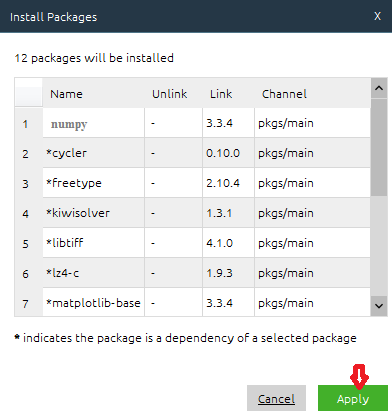 Install Packages X
12 packages will be installed
Name Unlink Link Channel
1 numpy - 3.3.4 pkgs/main
2 *cycler - 0.10.0 pkgs/main
3 *freetype - 2.10.4 pkgs/main
4 *kiwisolver - 1.3.1 pkgs/main
5 *libtiff - 4.1.0 pkgs/main
6 *lz4-c - 1.9.3 pkgs/main
7 *matplotlib-base - 3.3.4 pkgs/main
* indicates the package is a dependency of a selected package
Cancel Apply